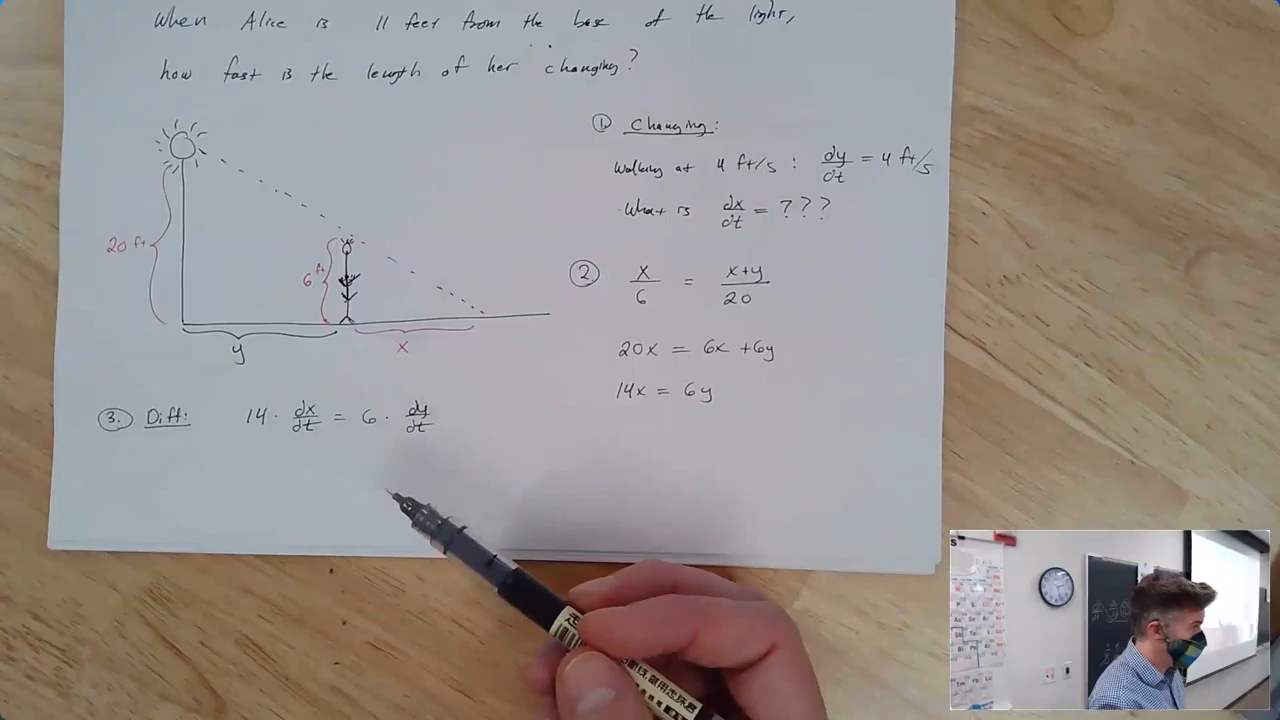 When Alice is 11 feet from the base of the light,
how fast is the length of her changing?
① Changing:
Walking at 4 ft/s : dy/dt = 4 ft/s
What is dx/dt = ???
20 ft
6 ft
y
x
② x/6 = x+y/20
20x = 6x + 6y
14x = 6y
③. Diff: 14 · dx/dt = 6 · dy/dt